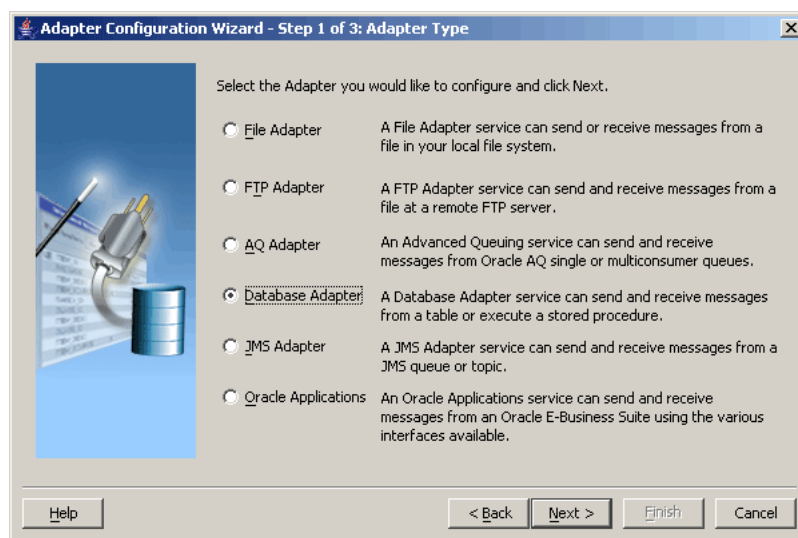 Adapter Configuration Wizard - Step 1 of 3: Adapter Type
Select the Adapter you would like to configure and click Next.
File Adapter
A File Adapter service can send or receive messages from a
file in your local file system.
FTP Adapter
A FTP Adapter service can send and receive messages from a
file at a remote FTP server.
AQ Adapter
An Advanced Queuing service can send and receive
messages from Oracle AQ single or multiconsumer queues.
Database Adapter
A Database Adapter service can send and receive messages
from a table or execute a stored procedure.
JMS Adapter
A JMS Adapter service can send and receive messages from a
JMS queue or topic.
Oracle Applications
An Oracle Applications service can send and receive
messages from an Oracle E-Business Suite using the various
interfaces available.
Help
< Back
Next >
Finish
Cancel